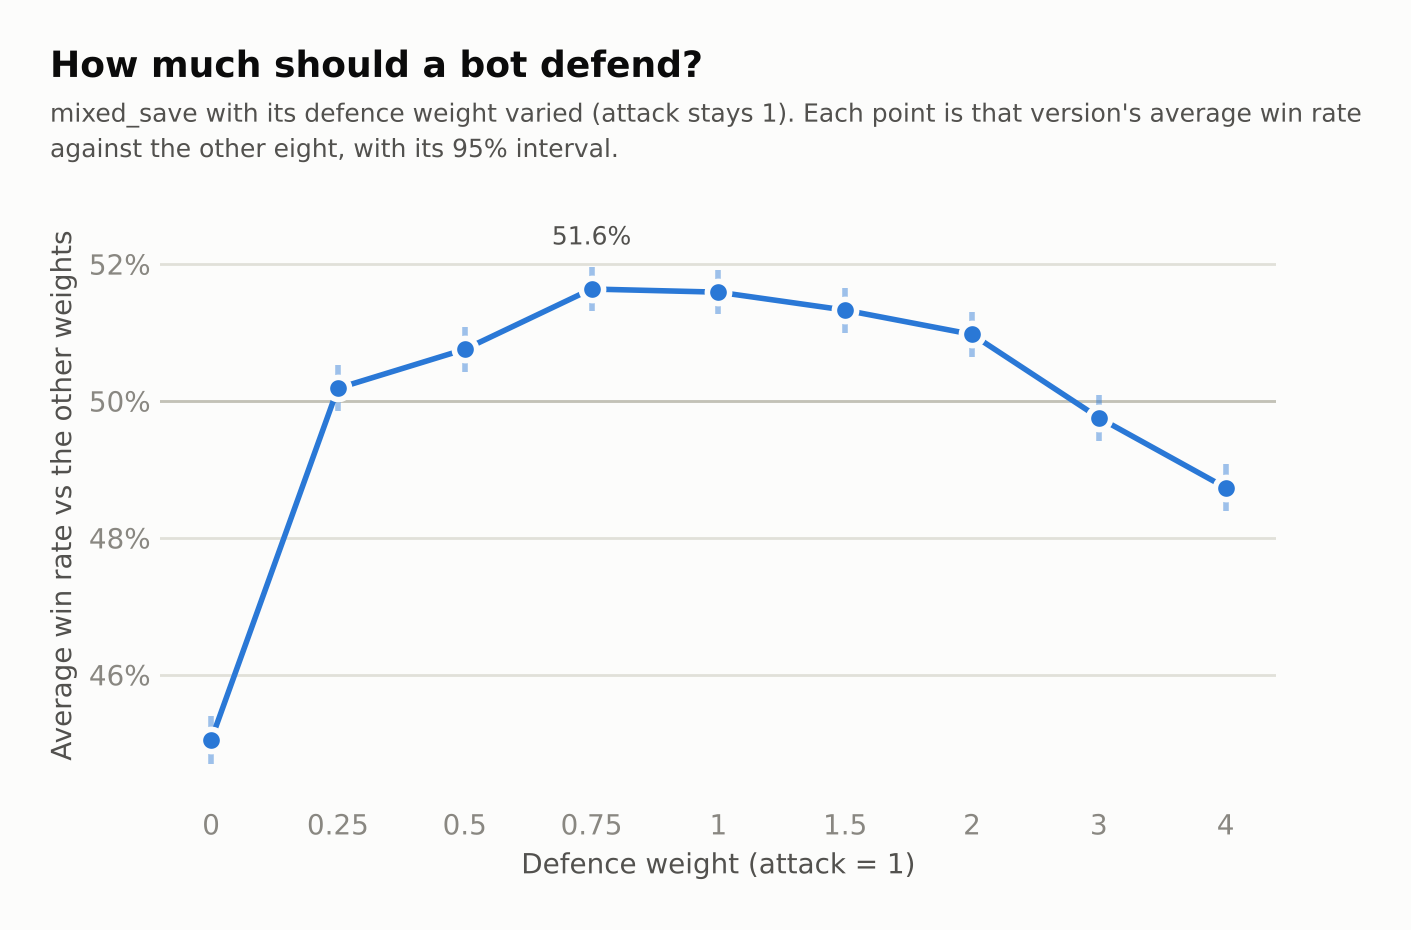 How much should a bot defend?
mixed_save with its defence weight varied (attack stays 1). Each point is that version's average win rate
against the other eight, with its 95% interval.
51.6%
Average win rate vs the other weights
52%
50%
48%
46%
0 0.25 0.5 0.75 1 1.5 2 3 4
Defence weight (attack = 1)